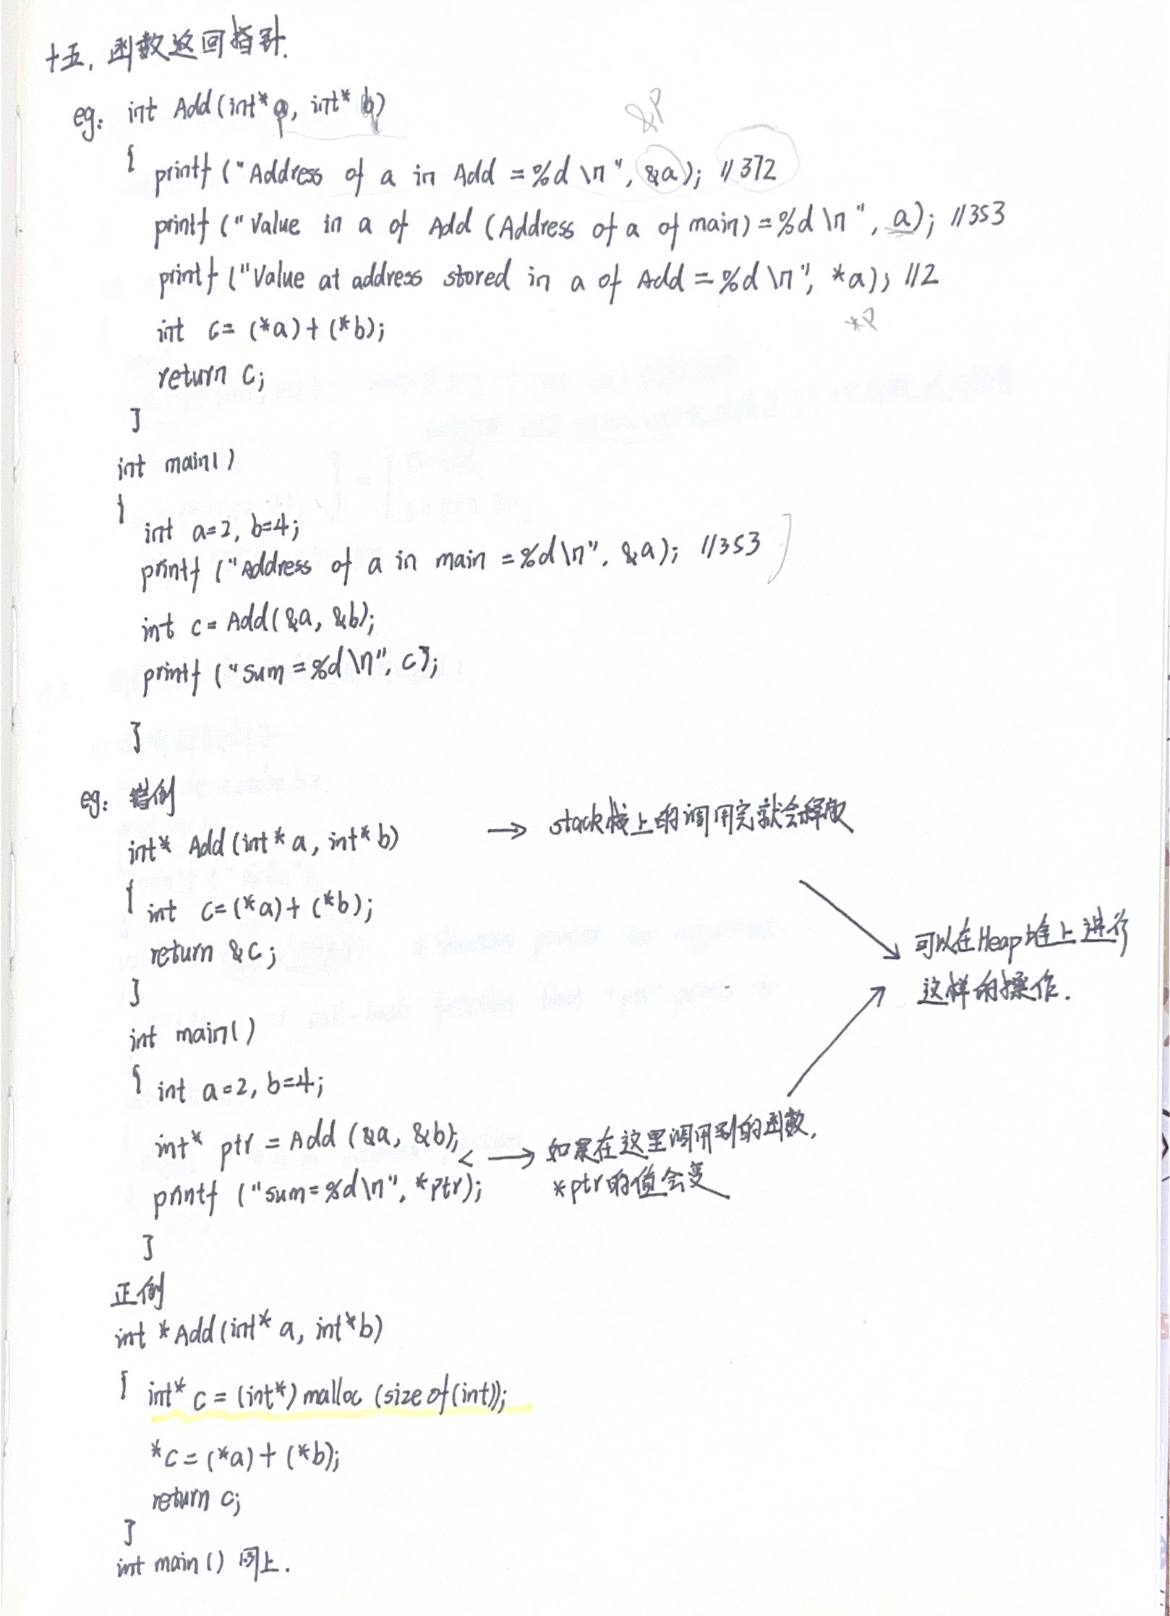 十五. 函数返回指针.
eg: int Add(int* p, int* q)
{ printf ("Address of a in Add =%d \n", &a); //372
&P
printf ("Value in a of Add (Address of a of main)=%d \n", a); //353
printf ("Value at address stored in a of Add =%d \n", *a); //2
*P
int c= (*a)+(*b);
return c;
}
int main()
{
int a=2, b=4;
printf ("Address of a in main =%d\n", &a); //353
int c= Add(&a, &b);
printf ("sum =%d\n", c);
}
eg: 错例
int* Add (int* a, int* b)
→ stack栈上的调用完就会释放
{ int c=(*a)+ (*b);
return &c;
}
可以在Heap堆上进行
这样的操作.
int main()
{ int a=2, b=4;
int* ptr = Add (&a, &b);
< → 如果在这里调用别的函数,
*ptr的值会变
printf ("sum=%d\n", *ptr);
}
正例
int *Add(int* a, int*b)
{ int* c = (int*) malloc (sizeof(int));
*c = (*a)+ (*b);
return c;
}
int main() 同上.